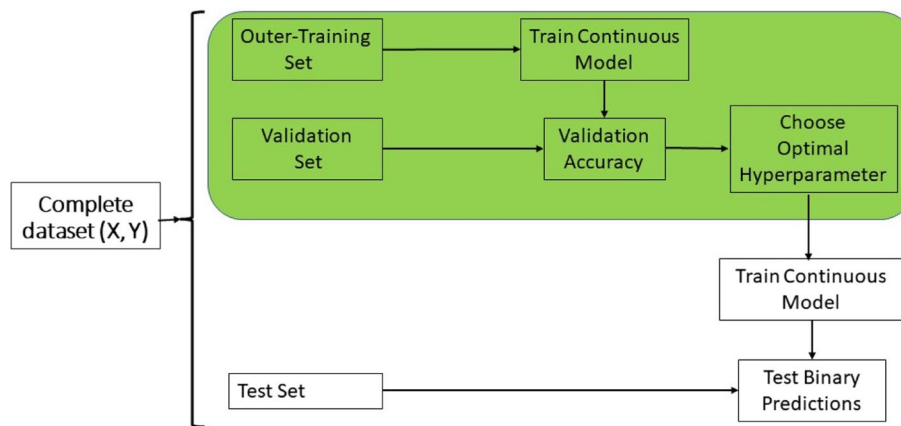 Outer-Training
Set
Train Continuous
Model
Validation
Set
Validation
Accuracy
Choose
Optimal
Hyperparameter
Complete
dataset (X, Y)
Train Continuous
Model
Test Set
Test Binary
Predictions